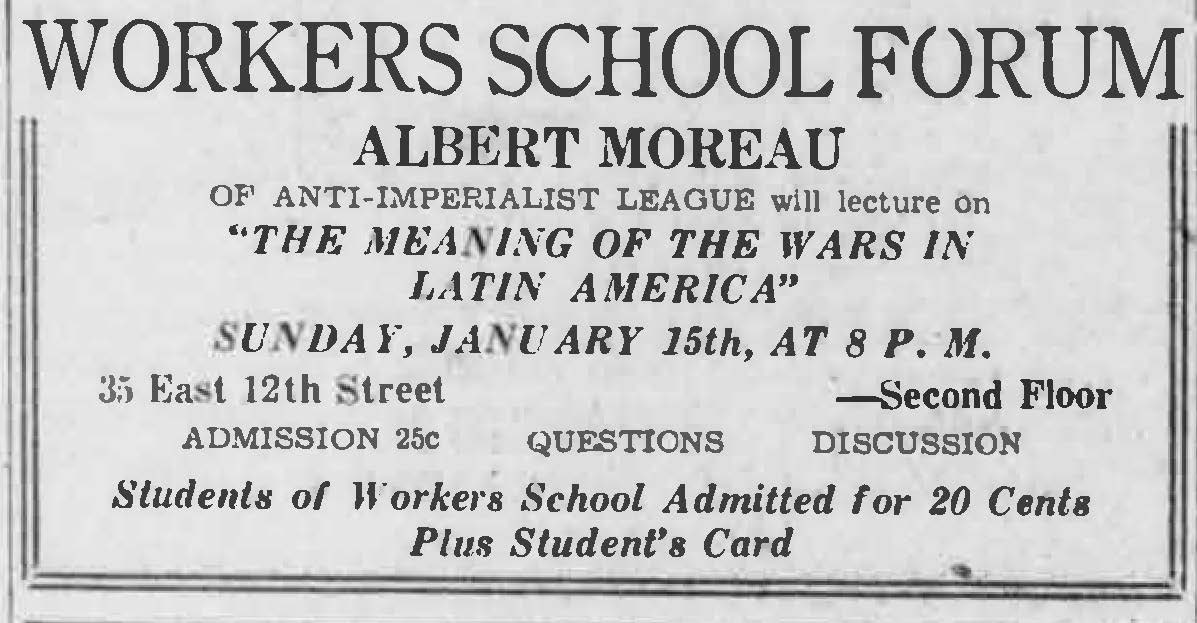 WORKERS SCHOOL FORUM
ALBERT MOREAU
OF ANTI-IMPERIALIST LEAGUE will lecture on
“THE MEANING OF THE WARS IN
LATIN AMERICA”
SUNDAY, JANUARY 15th, AT 8 P. M.
35 East 12th Street —Second Floor
ADMISSION 25c QUESTIONS DISCUSSION
Students of Workers School Admitted for 20 Cents
Plus Student’s Card